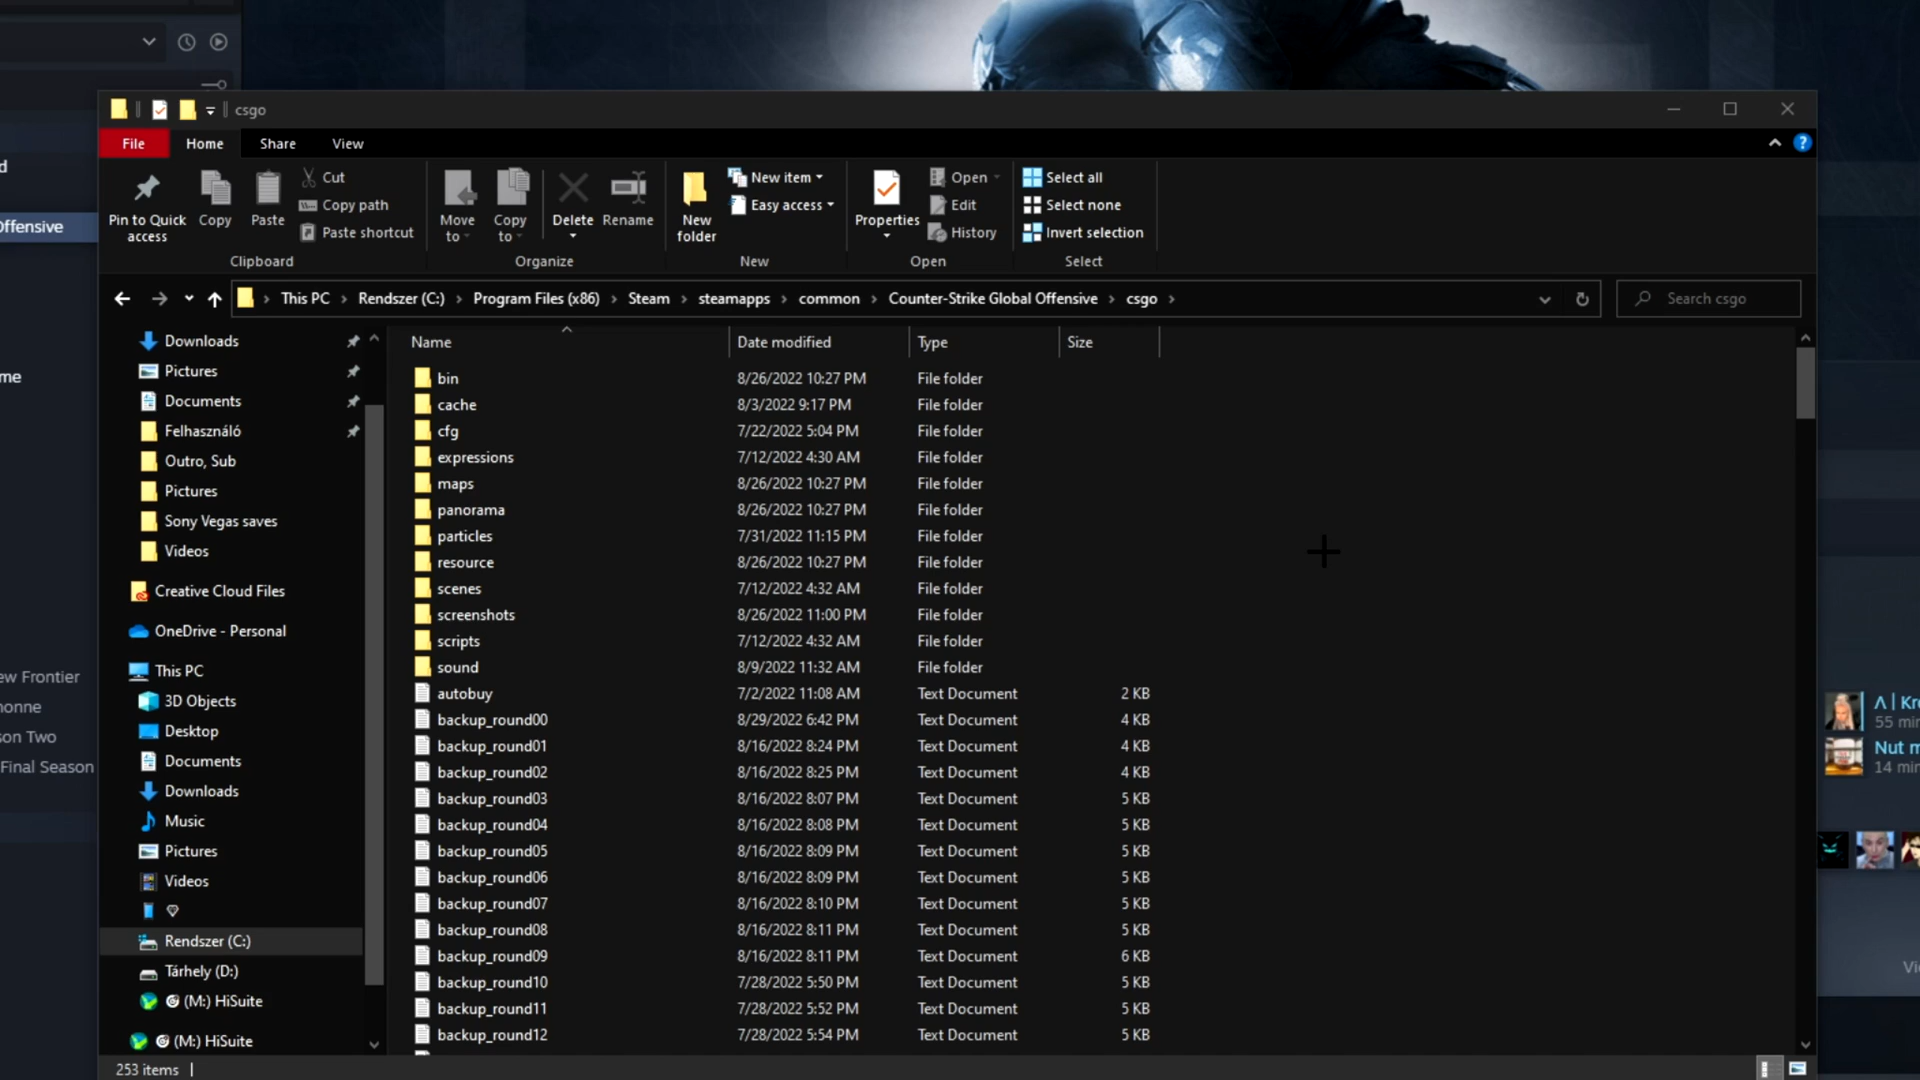 csgo
File Home Share View
Pin to Quick access
Copy
Paste
Cut
Copy path
Paste shortcut
Clipboard
Move to
Copy to
Delete
Rename
Organize
New folder
New item
Easy access
New
Properties
Open
Edit
History
Open
Select all
Select none
Invert selection
Select
This PC Rendszer (C:) Program Files (x86) Steam steamapps common Counter-Strike Global Offensive csgo
Search csgo
d
Offensive
me
ew Frontier
son Two
Final Season
Downloads
Pictures
Documents
Felhasználó
Outro, Sub
Pictures
Sony Vegas saves
Videos
Creative Cloud Files
OneDrive - Personal
This PC
3D Objects
Desktop
Documents
Downloads
Music
Pictures
Videos
Rendszer (C:)
Tárhely (D:)
(M:) HiSuite
(M:) HiSuite
Name Date modified Type Size
bin 8/26/2022 10:27 PM File folder
cache 8/3/2022 9:17 PM File folder
cfg 7/22/2022 5:04 PM File folder
expressions 7/12/2022 4:30 AM File folder
maps 8/26/2022 10:27 PM File folder
panorama 8/26/2022 10:27 PM File folder
particles 7/31/2022 11:15 PM File folder
resource 8/26/2022 10:27 PM File folder
scenes 7/12/2022 4:32 AM File folder
screenshots 8/26/2022 11:00 PM File folder
scripts 7/12/2022 4:32 AM File folder
sound 8/9/2022 11:32 AM File folder
autobuy 7/2/2022 11:08 AM Text Document 2 KB
backup_round00 8/29/2022 6:42 PM Text Document 4 KB
backup_round01 8/16/2022 8:24 PM Text Document 4 KB
backup_round02 8/16/2022 8:25 PM Text Document 4 KB
backup_round03 8/16/2022 8:07 PM Text Document 5 KB
backup_round04 8/16/2022 8:08 PM Text Document 5 KB
backup_round05 8/16/2022 8:09 PM Text Document 5 KB
backup_round06 8/16/2022 8:09 PM Text Document 5 KB
backup_round07 8/16/2022 8:10 PM Text Document 5 KB
backup_round08 8/16/2022 8:11 PM Text Document 5 KB
backup_round09 8/16/2022 8:11 PM Text Document 6 KB
backup_round10 7/28/2022 5:50 PM Text Document 5 KB
backup_round11 7/28/2022 5:52 PM Text Document 5 KB
backup_round12 7/28/2022 5:54 PM Text Document 5 KB
253 items
55 min
Nut m
14 min